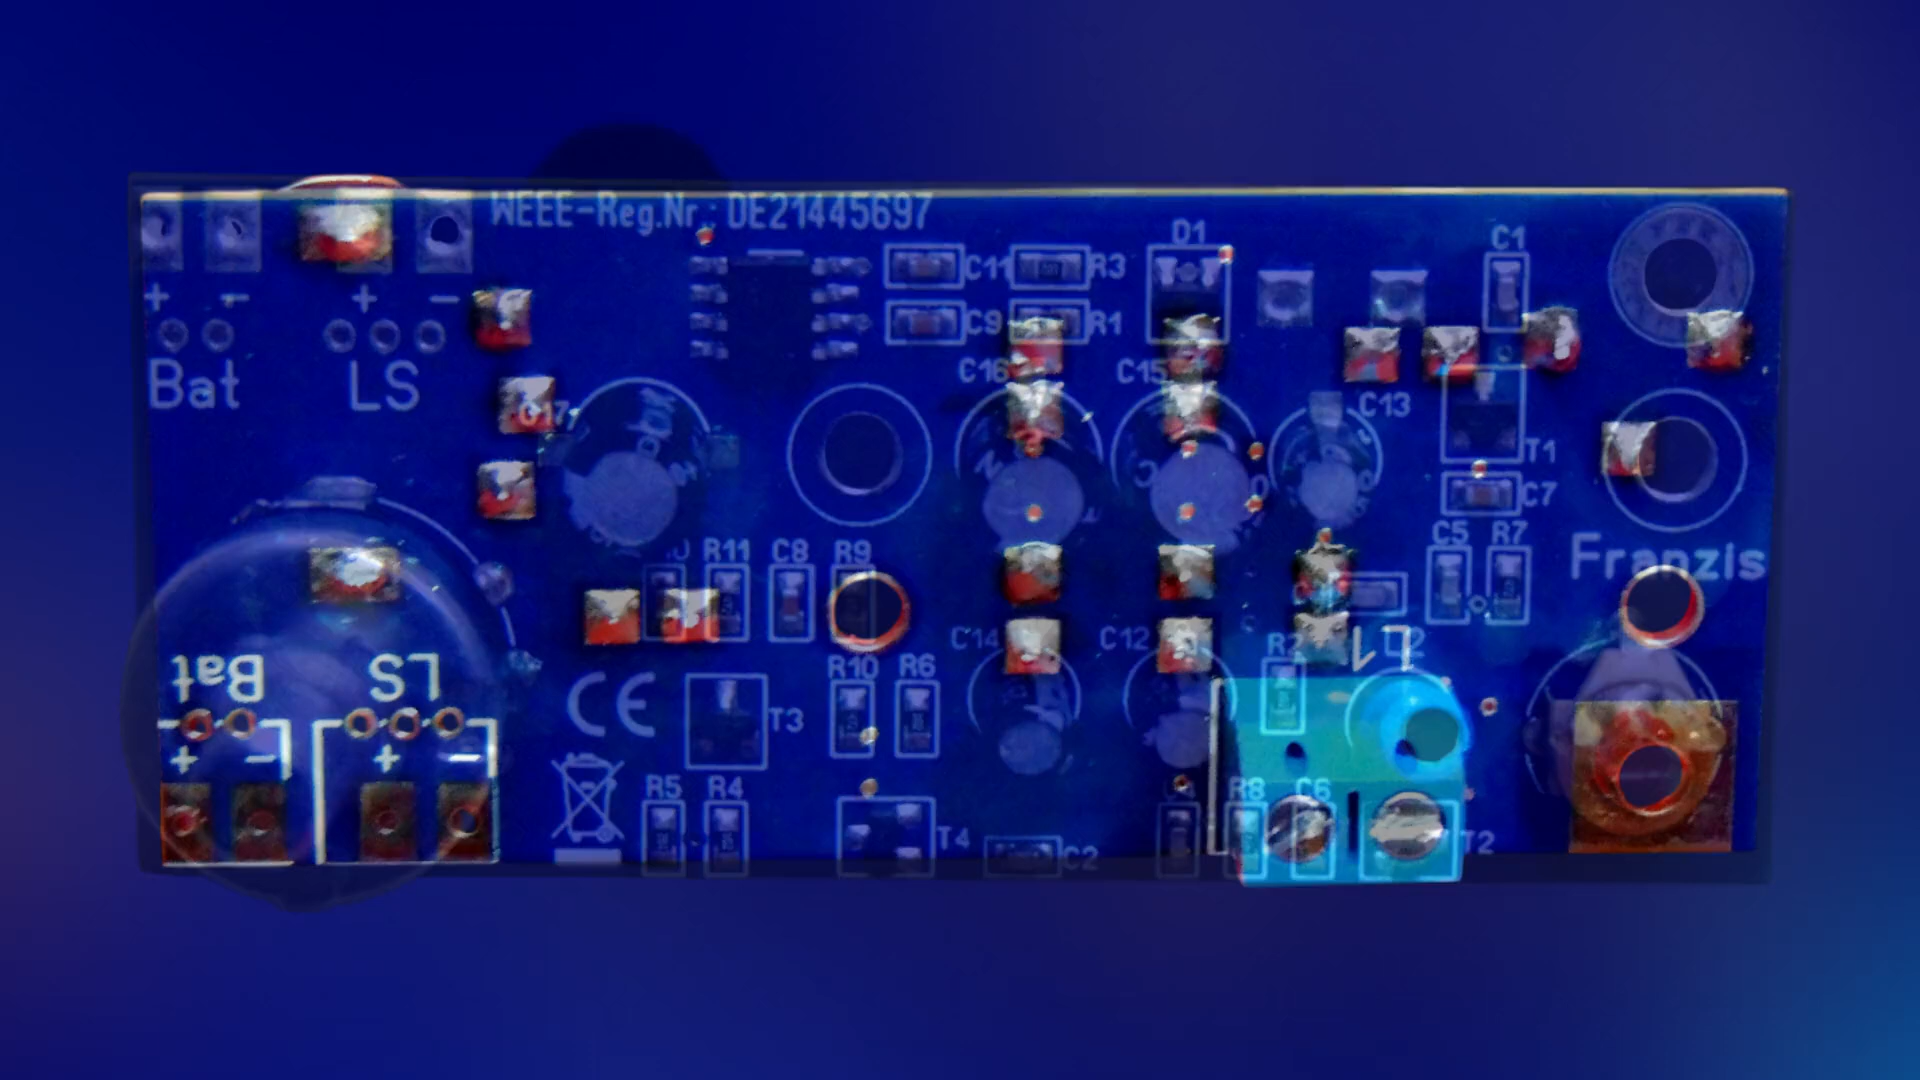 WEEE-Reg.Nr.: DE21445697
D1
C1
C11 R3
+ - + -
C9 R1
Bat LS
C16 C15
C13
C17
T1
C7
C5 R7
R11 C8 R9
Franzis
C14 C12
R2
L1
Bat LS
R10 R6
CE
T3
+ - + -
R5 R4
R8 C6
T4
T2
C2